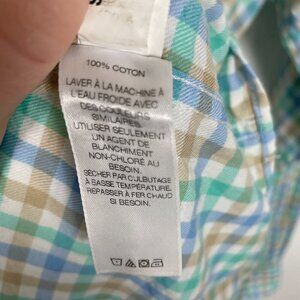 100% COTON
LAVER À LA MACHINE À
L'EAU FROIDE AVEC
DES COULEURS
SIMILAIRES.
UTILISER SEULEMENT
UN AGENT DE
BLANCHIMENT
NON-CHLORÉ AU
BESOIN.
SÉCHER PAR CULBUTAGE
À BASSE TEMPÉRATURE.
REPASSER À FER CHAUD
SI BESOIN.